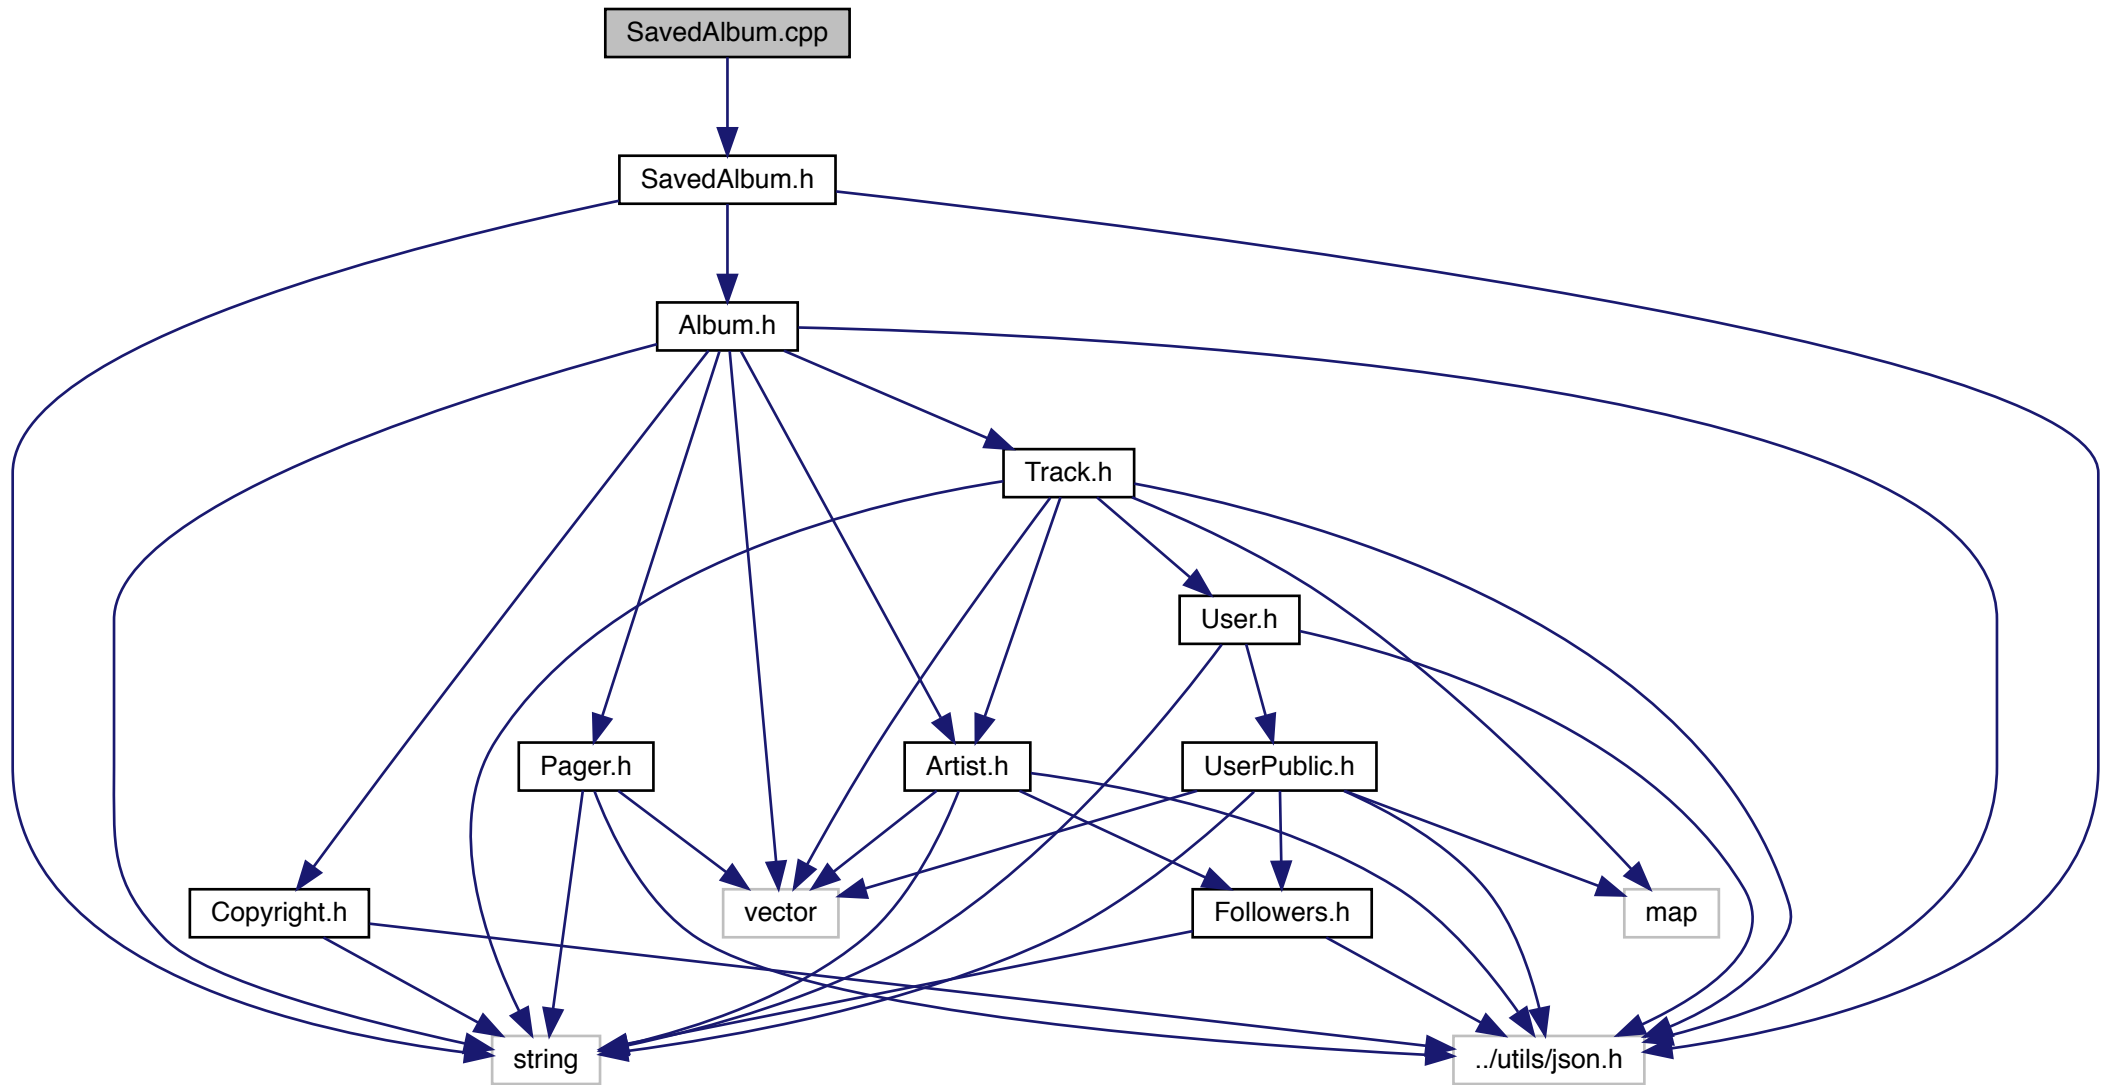 SavedAlbum.cpp
SavedAlbum.h
Album.h
Track.h
User.h
Pager.h
Artist.h
UserPublic.h
Copyright.h
vector
Followers.h
map
string
../utils/json.h